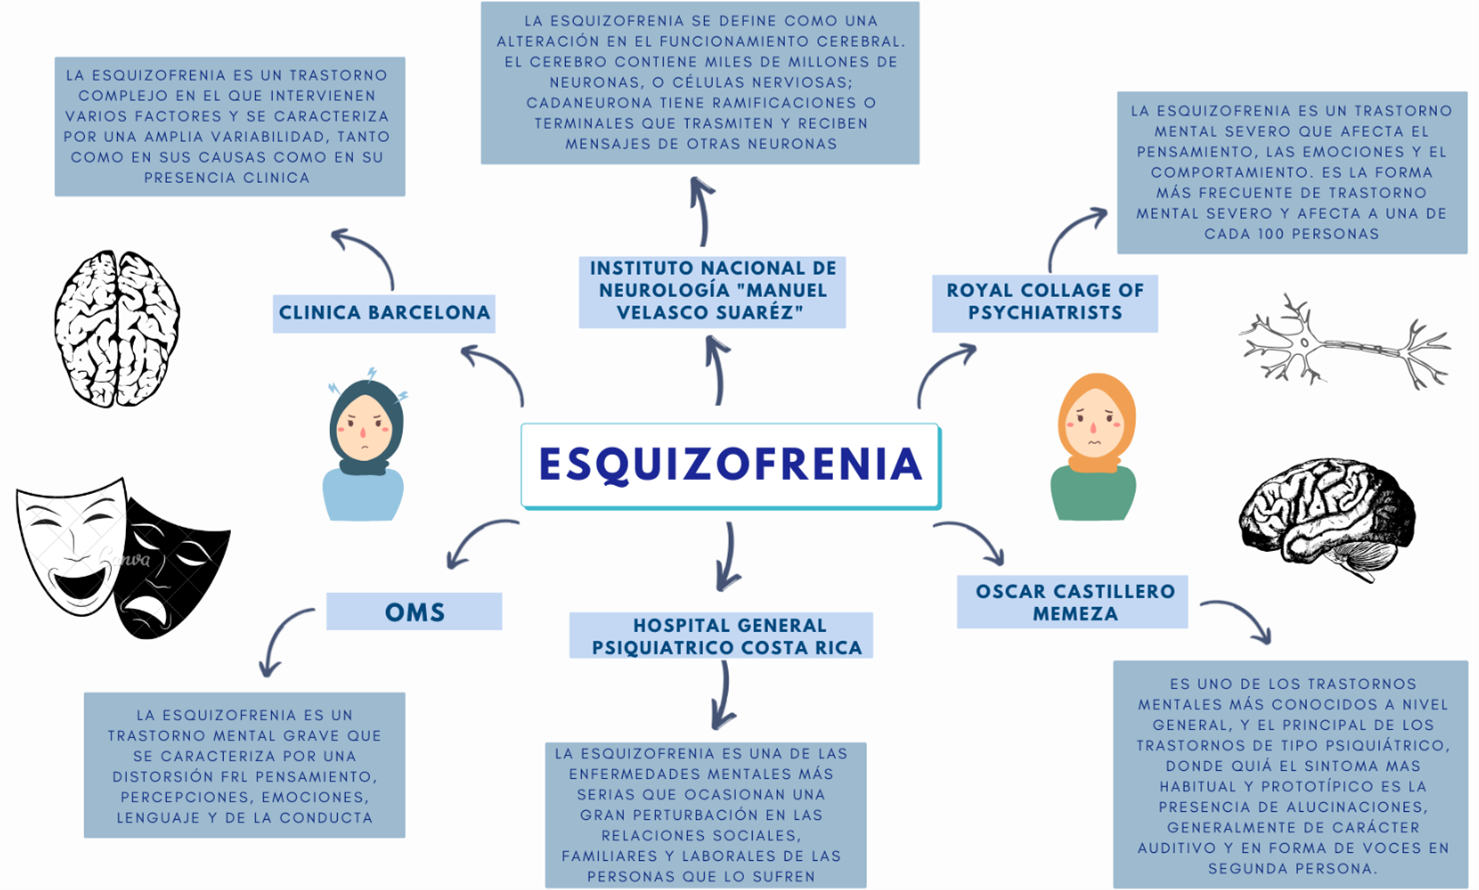 LA ESQUIZOFRENIA SE DEFINE COMO UNA
ALTERACIÓN EN EL FUNCIONAMIENTO CEREBRAL.
EL CEREBRO CONTIENE MILES DE MILLONES DE
NEURONAS, O CÉLULAS NERVIOSAS;
CADANEURONA TIENE RAMIFICACIONES O
TERMINALES QUE TRASMITEN Y RECIBEN
MENSAJES DE OTRAS NEURONAS
LA ESQUIZOFRENIA ES UN TRASTORNO
COMPLEJO EN EL QUE INTERVIENEN
VARIOS FACTORES Y SE CARACTERIZA
POR UNA AMPLIA VARIABILIDAD, TANTO
COMO EN SUS CAUSAS COMO EN SU
PRESENCIA CLINICA
LA ESQUIZOFRENIA ES UN TRASTORNO
MENTAL SEVERO QUE AFECTA EL
PENSAMIENTO, LAS EMOCIONES Y EL
COMPORTAMIENTO. ES LA FORMA
MÁS FRECUENTE DE TRASTORNO
MENTAL SEVERO Y AFECTA A UNA DE
CADA 100 PERSONAS
CLINICA BARCELONA
INSTITUTO NACIONAL DE
NEUROLOGÍA "MANUEL
VELASCO SUARÉZ"
ROYAL COLLAGE OF
PSYCHIATRISTS
ESQUIZOFRENIA
Canva
OMS
HOSPITAL GENERAL
PSIQUIATRICO COSTA RICA
OSCAR CASTILLERO
MEMEZA
LA ESQUIZOFRENIA ES UN
TRASTORNO MENTAL GRAVE QUE
SE CARACTERIZA POR UNA
DISTORSIÓN FRL PENSAMIENTO,
PERCEPCIONES, EMOCIONES,
LENGUAJE Y DE LA CONDUCTA
LA ESQUIZOFRENIA ES UNA DE LAS
ENFERMEDADES MENTALES MÁS
SERIAS QUE OCASIONAN UNA
GRAN PERTURBACIÓN EN LAS
RELACIONES SOCIALES,
FAMILIARES Y LABORALES DE LAS
PERSONAS QUE LO SUFREN
ES UNO DE LOS TRASTORNOS
MENTALES MÁS CONOCIDOS A NIVEL
GENERAL, Y EL PRINCIPAL DE LOS
TRASTORNOS DE TIPO PSIQUIÁTRICO,
DONDE QUIÁ EL SINTOMA MAS
HABITUAL Y PROTOTÍPICO ES LA
PRESENCIA DE ALUCINACIONES,
GENERALMENTE DE CARÁCTER
AUDITIVO Y EN FORMA DE VOCES EN
SEGUNDA PERSONA.